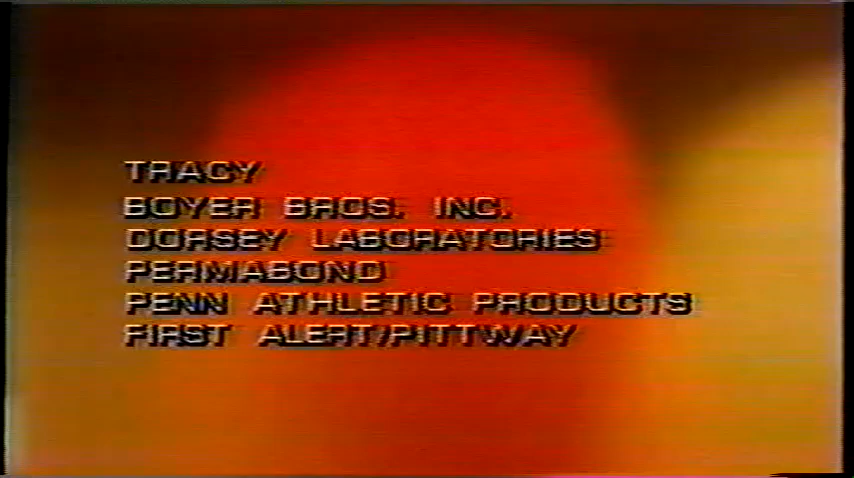 TRACY
BOYER BROS. INC.
DORSEY LABORATORIES
PERMABOND
PENN ATHLETIC PRODUCTS
FIRST ALERT/PITTWAY